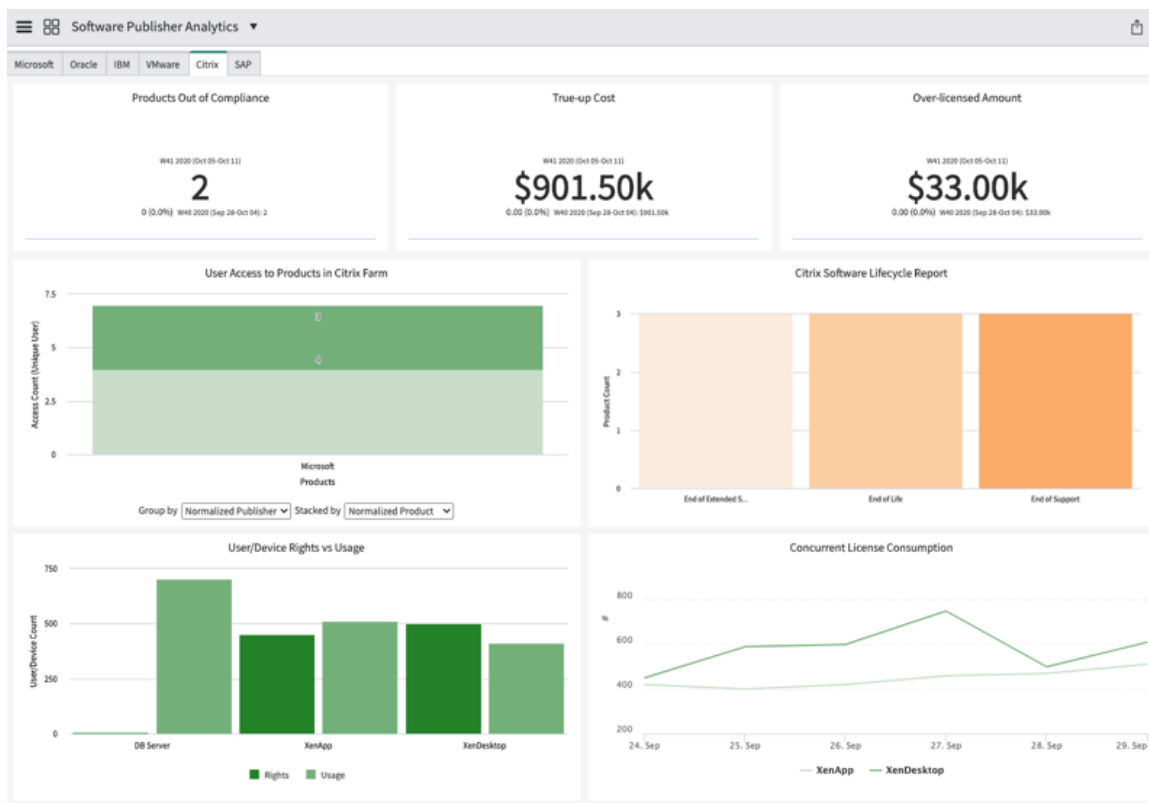 Software Publisher Analytics ▼
Microsoft Oracle IBM VMware Citrix SAP
Products Out of Compliance
W41 2020 (Oct 05-Oct 11)
2
0 (0.0%) W40 2020 (Sep 28-Oct 04): 2
True-up Cost
W41 2020 (Oct 05-Oct 11)
$901.50k
0.00 (0.0%) W40 2020 (Sep 28-Oct 04): $901.50k
Over-licensed Amount
W41 2020 (Oct 05-Oct 11)
$33.00k
0.00 (0.0%) W40 2020 (Sep 28-Oct 04): $33.00k
User Access to Products in Citrix Farm
Access Count (Unique User)
7.5
5
2.5
0
3
4
Microsoft
Products
Group by Normalized Publisher Stacked by Normalized Product
Citrix Software Lifecycle Report
Product Count
3
2
1
0
End of Extended S... End of Life End of Support
User/Device Rights vs Usage
User/Device Count
750
500
250
0
DB Server XenApp XenDesktop
Rights Usage
Concurrent License Consumption
#
800
600
400
200
24. Sep 25. Sep 26. Sep 27. Sep 28. Sep 29. Sep
XenApp XenDesktop